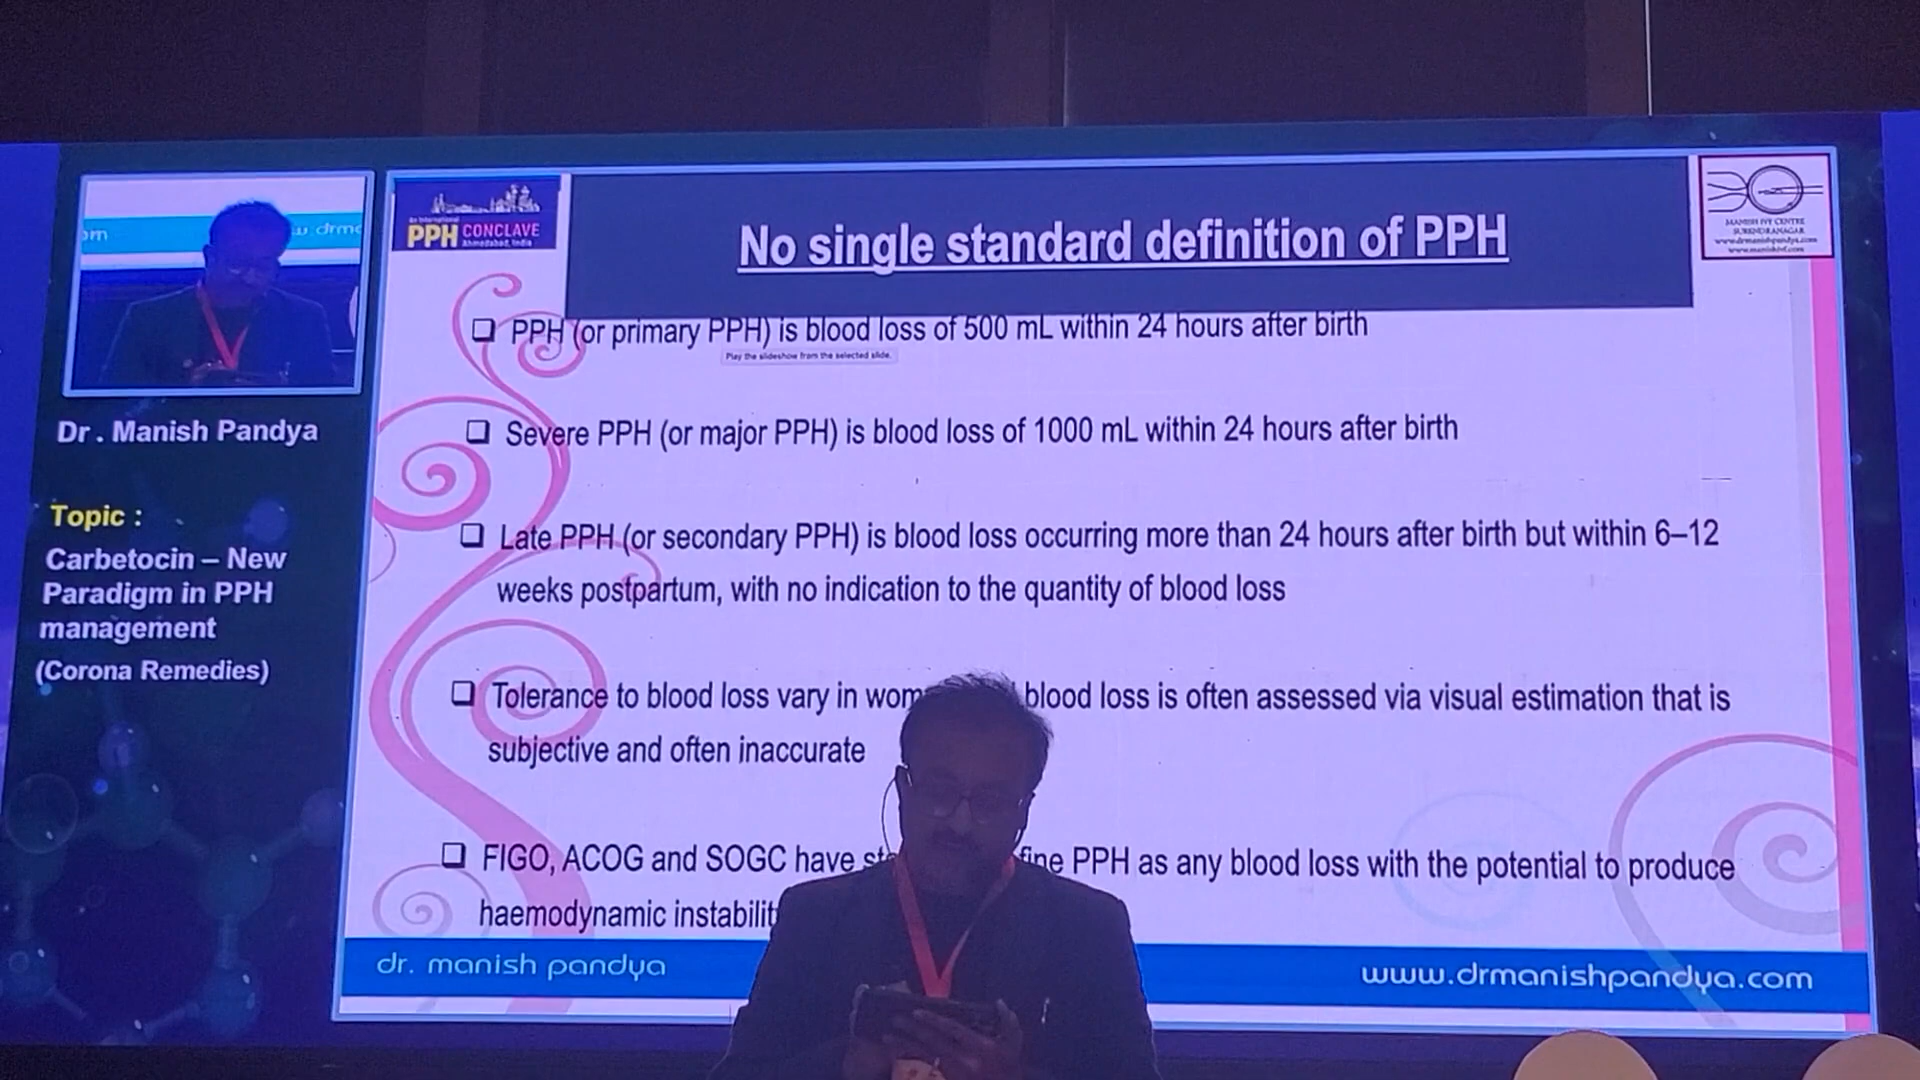 om
w drmo
An International
PPH CONCLAVE
Ahmedabad, India
No single standard definition of PPH
MANISH IVF CENTRE
SURENDRANAGAR
www.drmanishpandya.com
www.manishivf.com
❑ PPH (or primary PPH) is blood loss of 500 mL within 24 hours after birth
Play the slideshow from the selected slide.
❑ Severe PPH (or major PPH) is blood loss of 1000 mL within 24 hours after birth
❑ Late PPH (or secondary PPH) is blood loss occurring more than 24 hours after birth but within 6–12
weeks postpartum, with no indication to the quantity of blood loss
❑ Tolerance to blood loss vary in wom blood loss is often assessed via visual estimation that is
subjective and often inaccurate
❑ FIGO, ACOG and SOGC have st fine PPH as any blood loss with the potential to produce
haemodynamic instabilit
dr. manish pandya
www.drmanishpandya.com
Dr . Manish Pandya
Topic :
Carbetocin – New
Paradigm in PPH
management
(Corona Remedies)